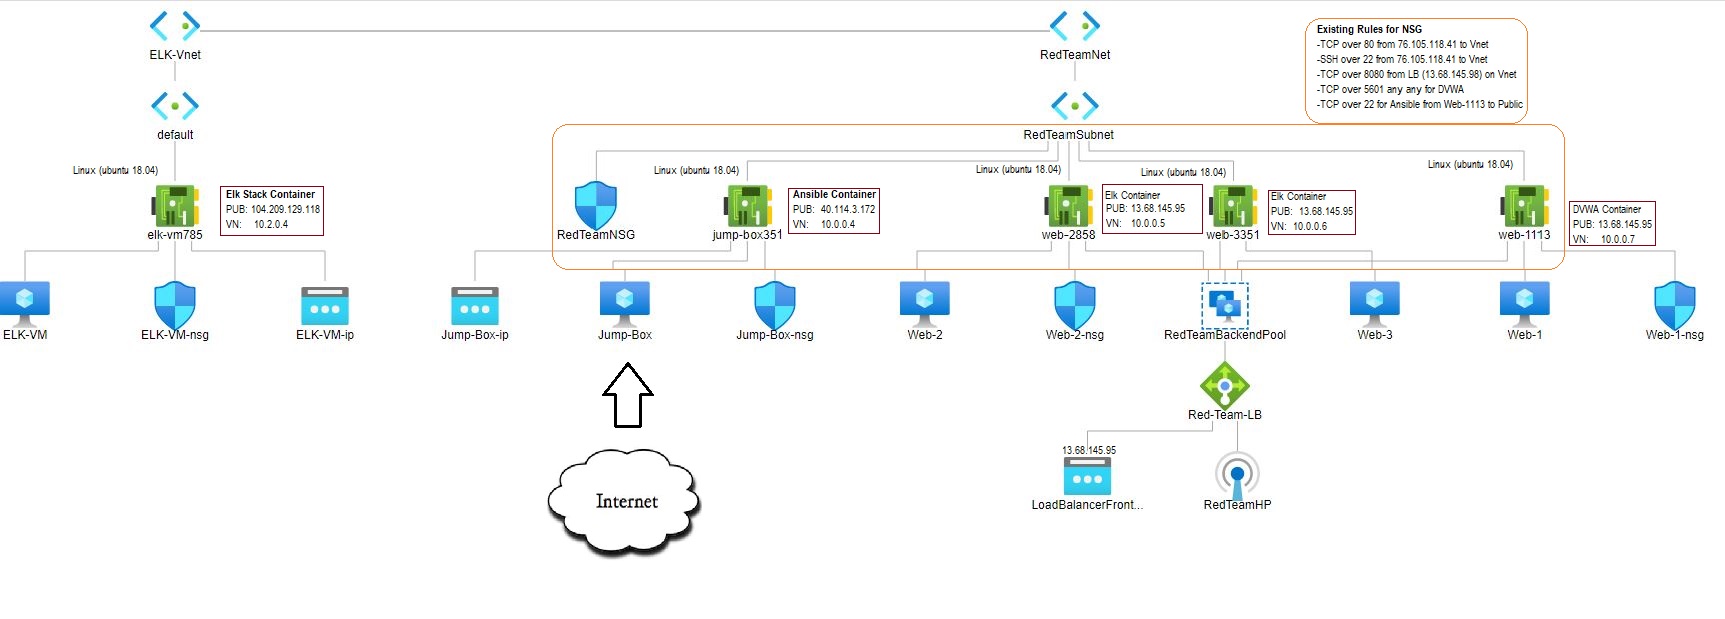 ELK-Vnet
RedTeamNet
Existing Rules for NSG
-TCP over 80 from 76.105.118.41 to Vnet
-SSH over 22 from 76.105.118.41 to Vnet
-TCP over 8080 from LB (13.68.145.98) on Vnet
-TCP over 5601 any any for DVWA
-TCP over 22 for Ansible from Web-1113 to Public
default
RedTeamSubnet
Linux (ubuntu 18.04)
Linux (ubuntu 18.04)
Linux (ubuntu 18.04)
Linux (ubuntu 18.04)
Linux (ubuntu 18.04)
Elk Stack Container
PUB: 104.209.129.118
VN: 10.2.0.4
Ansible Container
PUB: 40.114.3.172
VN: 10.0.0.4
Elk Container
PUB: 13.68.145.95
VN: 10.0.0.5
Elk Container
PUB: 13.68.145.95
VN: 10.0.0.6
DVWA Container
PUB: 13.68.145.95
VN: 10.0.0.7
elk-vm785
RedTeamNSG
jump-box351
web-2858
web-3351
web-1113
ELK-VM
ELK-VM-nsg
ELK-VM-ip
Jump-Box-ip
Jump-Box
Jump-Box-nsg
Web-2
Web-2-nsg
RedTeamBackendPool
Web-3
Web-1
Web-1-nsg
Red-Team-LB
13.68.145.95
LoadBalancerFront...
RedTeamHP
Internet